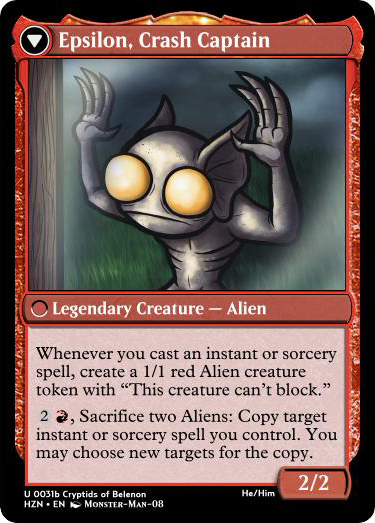 Epsilon, Crash Captain
Legendary Creature — Alien
Whenever you cast an instant or sorcery
spell, create a 1/1 red Alien creature
token with “This creature can’t block.”
2 , Sacrifice two Aliens: Copy target
instant or sorcery spell you control. You
may choose new targets for the copy.
2/2
U 0031b Cryptids of Belenon
He/Him
HZN • EN Monster-Man-08